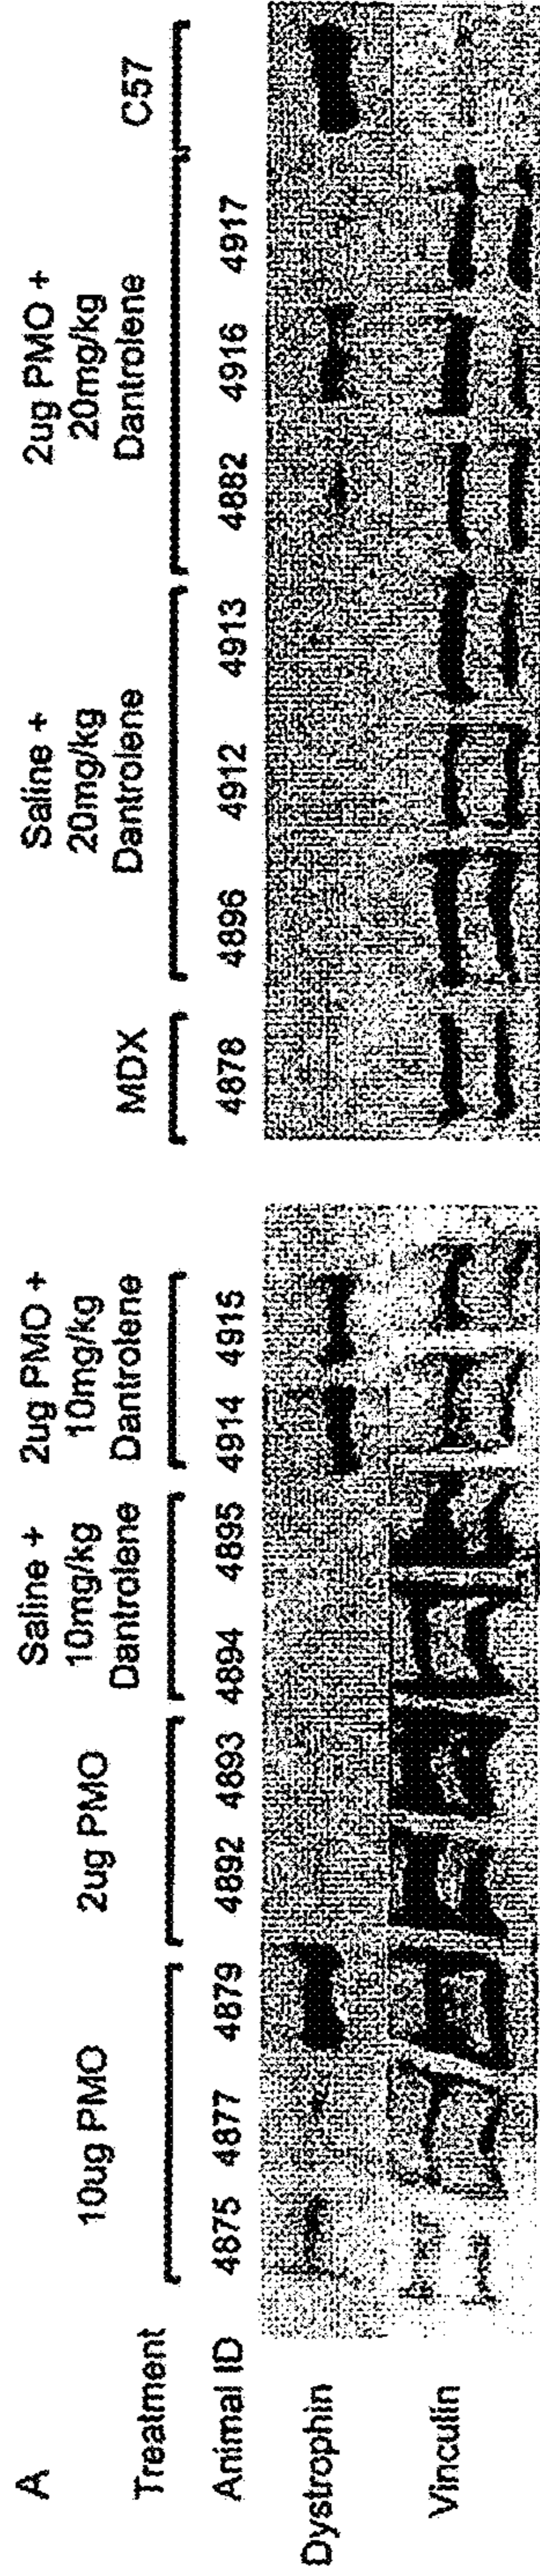 A
Treatment
10ug PMO
2ug PMO
Saline +
10mg/kg
Dantrolene
2ug PMO +
10mg/kg
Dantrolene
MDX
Saline +
20mg/kg
Dantrolene
2ug PMO +
20mg/kg
Dantrolene
C57
Animal ID 4875 4877 4879 4892 4893 4894 4895 4914 4915 4878 4896 4912 4913 4882 4916 4917
Dystrophin
Vinculin